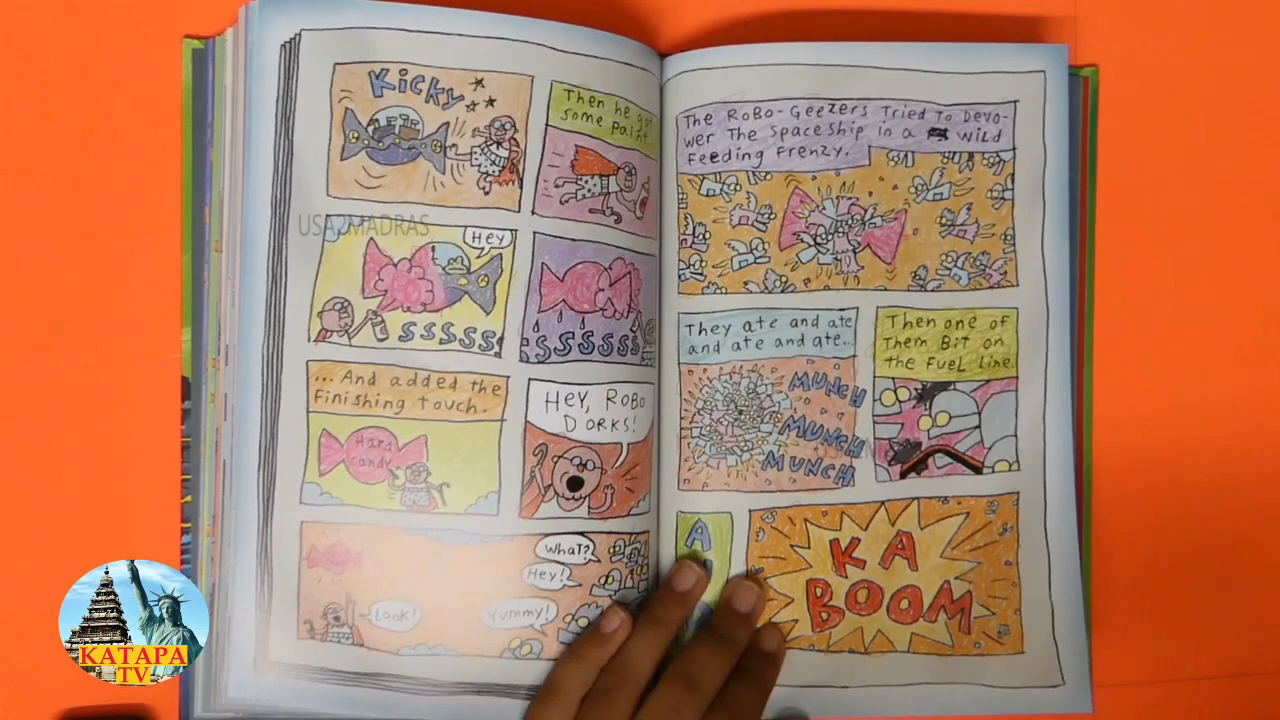 Kicky
Then he got
some paint
USA2MADRAS
Hey
SSSSS
SSSSSS
... And added the
finishing touch.
Hard
candy
Hey, ROBO
DORKS!
What?
Hey!
Look!
Yummy!
The Robo-Geezers Tried To Devo-
wer The Spaceship in a wild
Feeding Frenzy.
They ate and ate
and ate and ate...
MUNCH
MUNCH
MUNCH
Then one of
Them Bit on
the Fuel Line.
A
KA
BOOM
KATAPA
TV